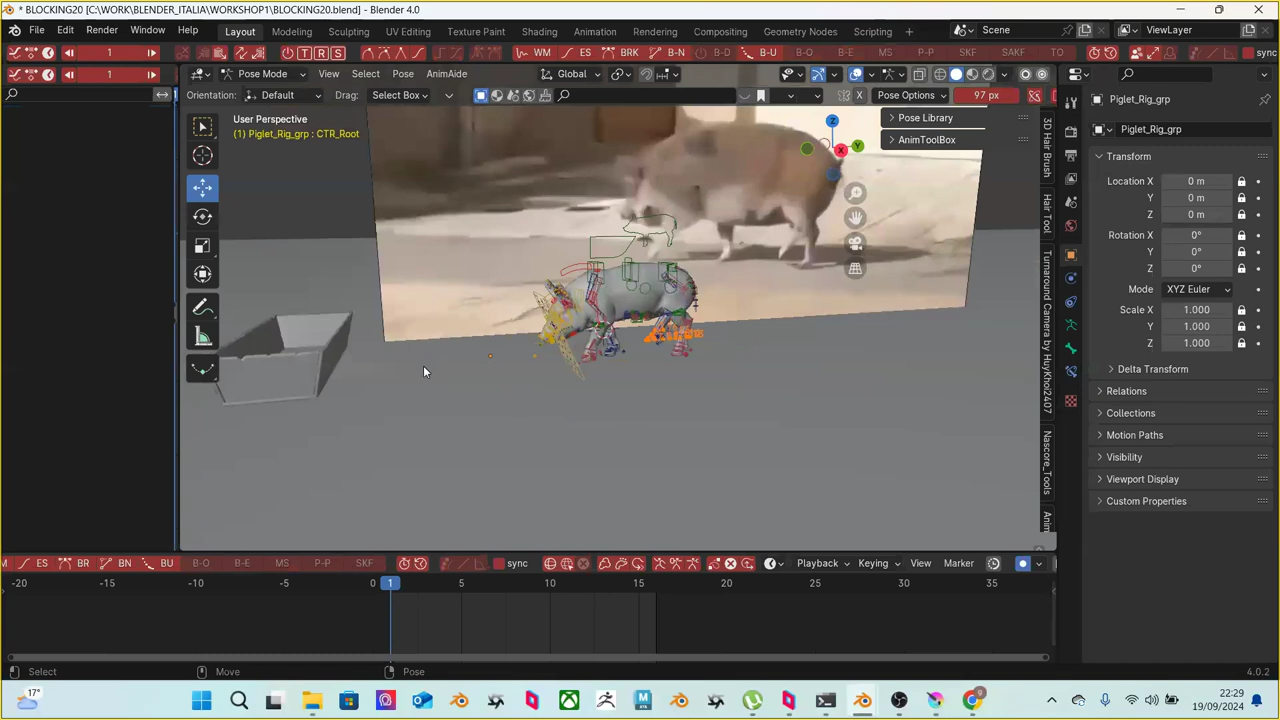 * BLOCKING20 [C:\WORK\BLENDER_ITALIA\WORKSHOP1\BLOCKING20.blend] - Blender 4.0
File Edit Render Window Help Layout Modeling Sculpting UV Editing Texture Paint Shading Animation Rendering Compositing Geometry Nodes Scripting + Scene ViewLayer
1 T R S WM ES BRK B-N B-D B-U B-O B-E MS P-P SKF SAK TO sync
1 Pose Mode View Select Pose AnimAide Global
Orientation: Default Drag: Select Box X Pose Options 97 px
User Perspective
(1) Piglet_Rig_grp : CTR_Root
Pose Library
AnimToolBox
Z
Y
X
3D Hair Brush
Hair Tool
Turnaround Camera by HuyKhoi2407
Nascore_Tools
Anim
Piglet_Rig_grp
Piglet_Rig_grp
Transform
Location X 0 m
Y 0 m
Z 0 m
Rotation X 0°
Y 0°
Z 0°
Mode XYZ Euler
Scale X 1.000
Y 1.000
Z 1.000
Delta Transform
Relations
Collections
Motion Paths
Visibility
Viewport Display
Custom Properties
M ES BR BN BU B-O B-E MS P-P SKF sync Playback Keying View Marker
-20 -15 -10 -5 0 1 5 10 15 20 25 30 35
Select Move Pose 4.0.2
17° 22:29
19/09/2024